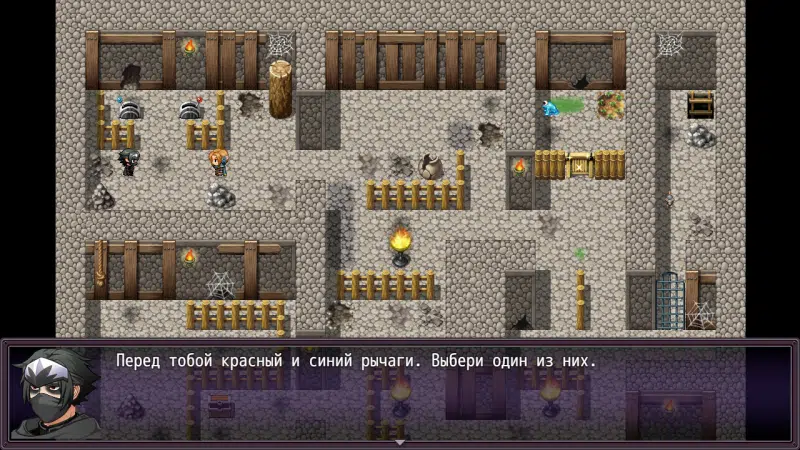 Перед тобой красный и синий рычаги. Выбери один из них.